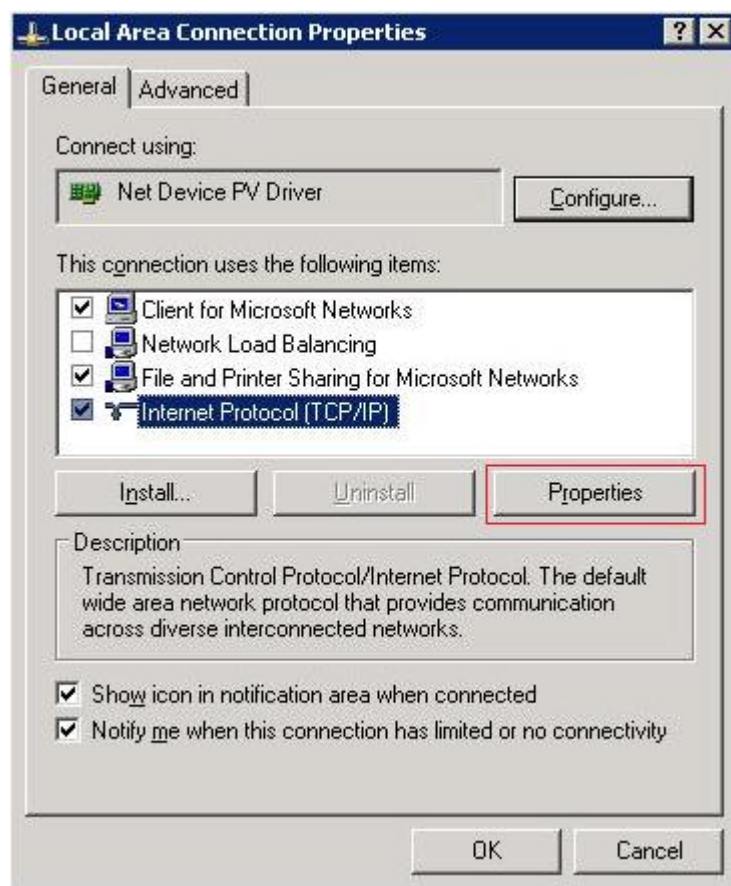 Local Area Connection Properties
General
Advanced
Connect using:
Net Device PV Driver
Configure...
This connection uses the following items:
Client for Microsoft Networks
Network Load Balancing
File and Printer Sharing for Microsoft Networks
Internet Protocol (TCP/IP)
Install...
Uninstall
Properties
Description
Transmission Control Protocol/Internet Protocol. The default
wide area network protocol that provides communication
across diverse interconnected networks.
Show icon in notification area when connected
Notify me when this connection has limited or no connectivity
OK
Cancel